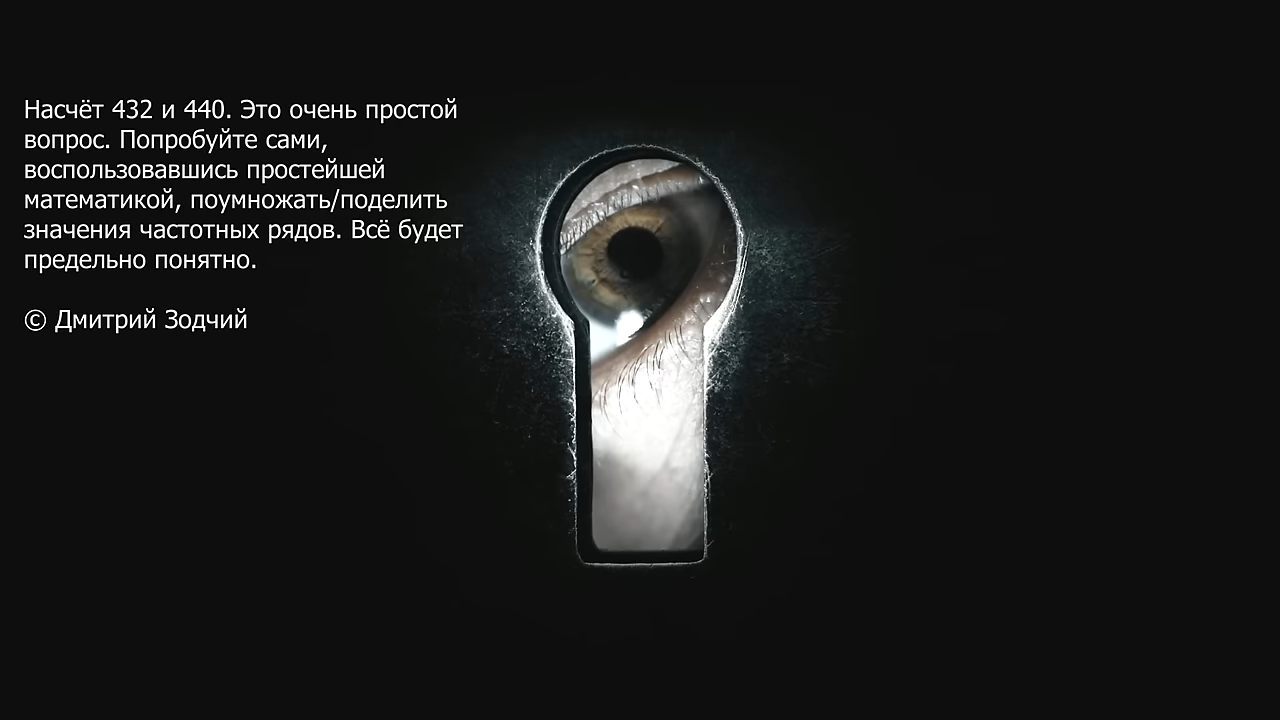 Насчёт 432 и 440. Это очень простой
вопрос. Попробуйте сами,
воспользовавшись простейшей
математикой, поумножать/поделить
значения частотных рядов. Всё будет
предельно понятно.
© Дмитрий Зодчий